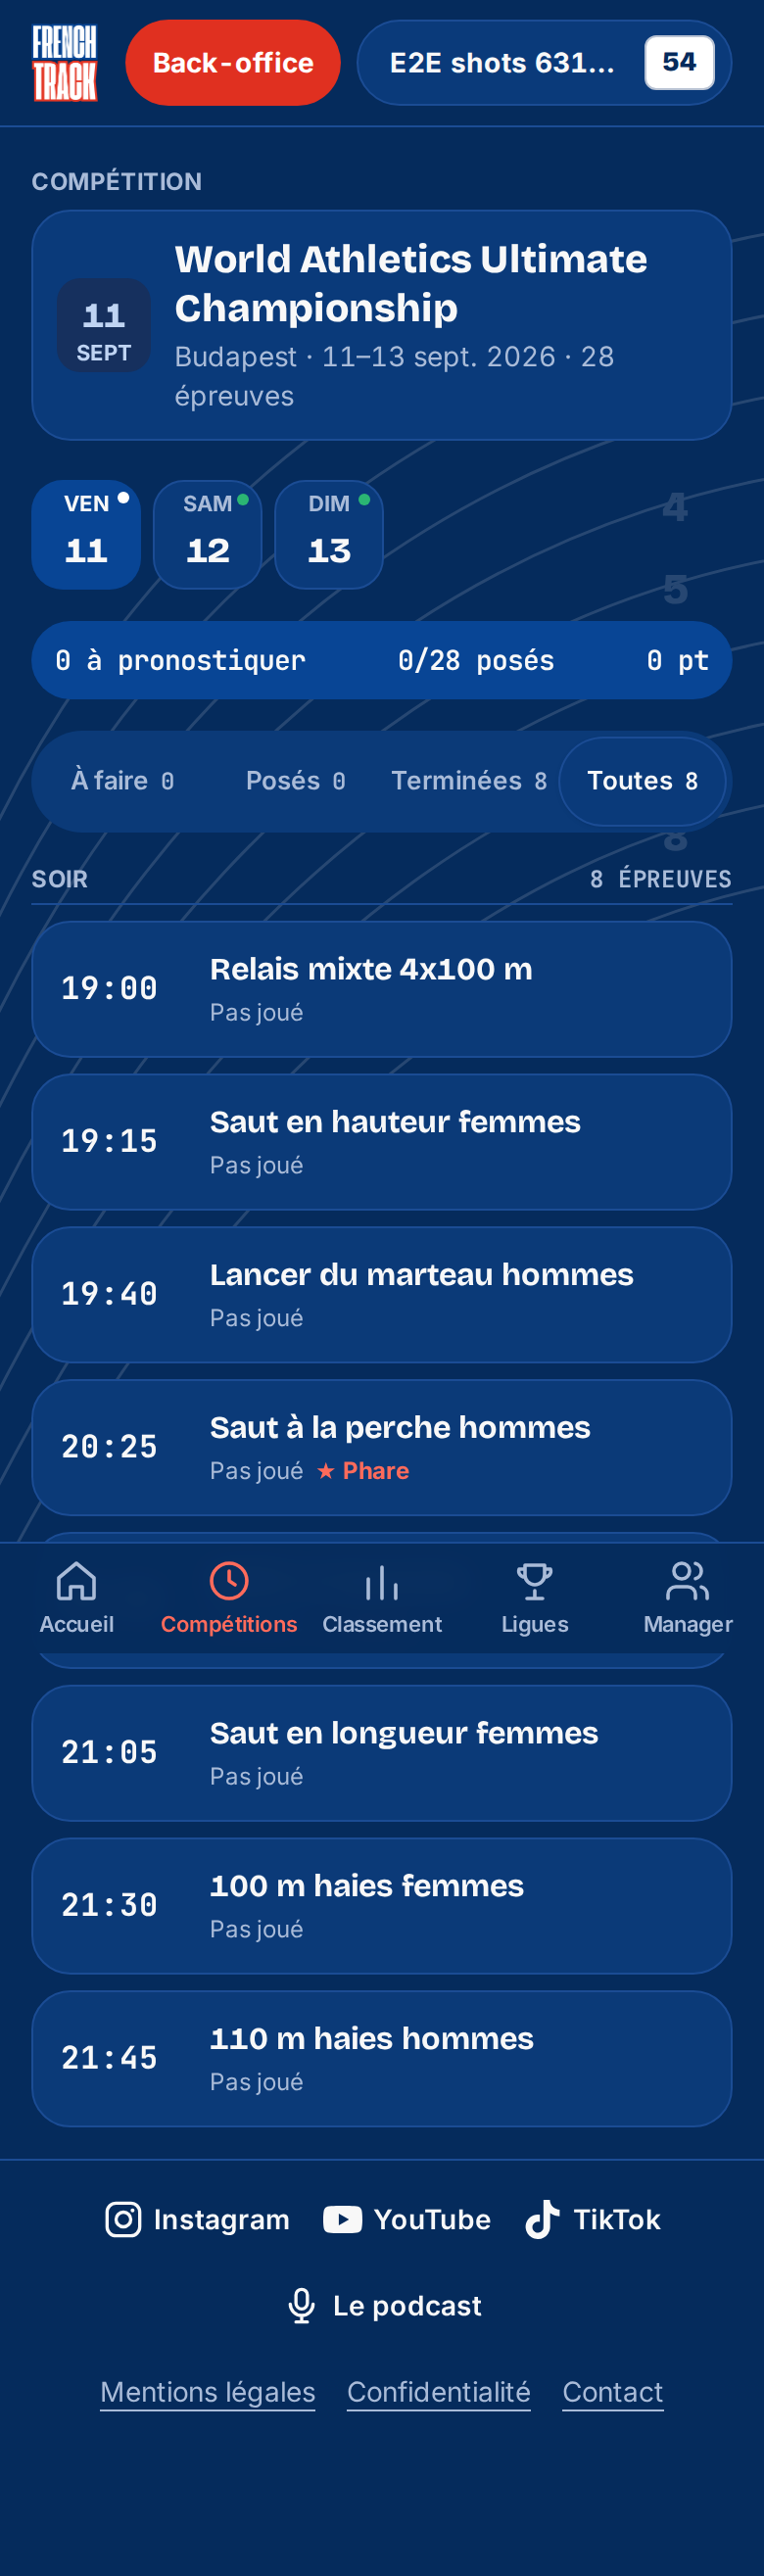 FRENCH
TRACK
Back-office
E2E shots 631...
54
COMPÉTITION
11
SEPT
World Athletics Ultimate
Championship
Budapest · 11–13 sept. 2026 · 28
épreuves
VEN
11
SAM
12
DIM
13
4
5
0 à pronostiquer
0/28 posés
0 pt
À faire 0
Posés 0
Terminées 8
Toutes 8
8
SOIR
8 ÉPREUVES
19:00
Relais mixte 4x100 m
Pas joué
19:15
Saut en hauteur femmes
Pas joué
19:40
Lancer du marteau hommes
Pas joué
20:25
Saut à la perche hommes
Pas joué ★ Phare
Accueil
Compétitions
Classement
Ligues
Manager
21:05
Saut en longueur femmes
Pas joué
21:30
100 m haies femmes
Pas joué
21:45
110 m haies hommes
Pas joué
Instagram
YouTube
TikTok
Le podcast
Mentions légales
Confidentialité
Contact